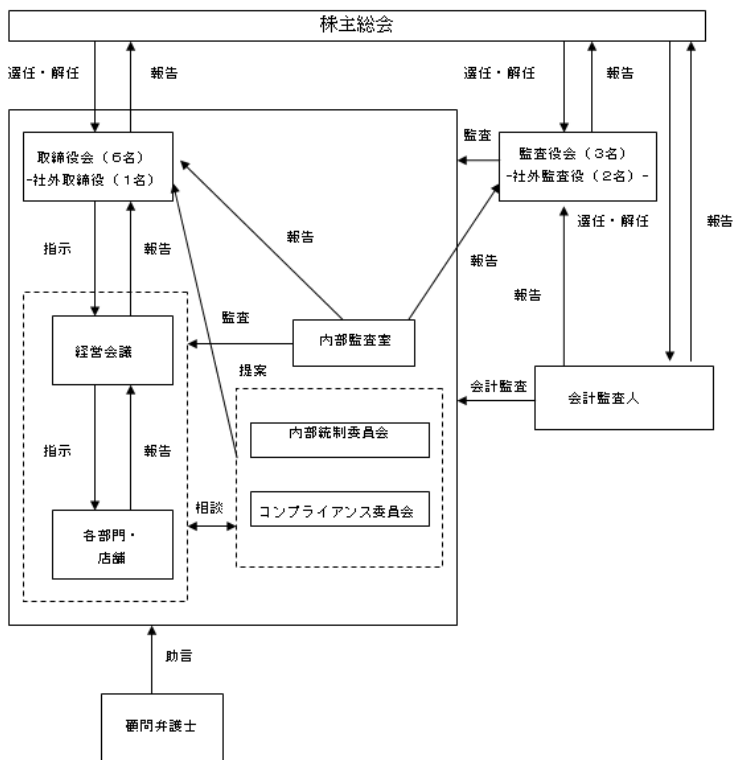 株主総会
選任・解任
報告
選任・解任
報告
監査
取締役会（6名）
-社外取締役（1名）
監査役会（3名）
-社外監査役（2名）-
選任・解任
報告
報告
報告
指示
報告
報告
監査
内部監査室
経営会議
提案
会計監査
会計監査人
内部統制委員会
指示
報告
相談
コンプライアンス委員会
各部門・
店舗
助言
顧問弁護士